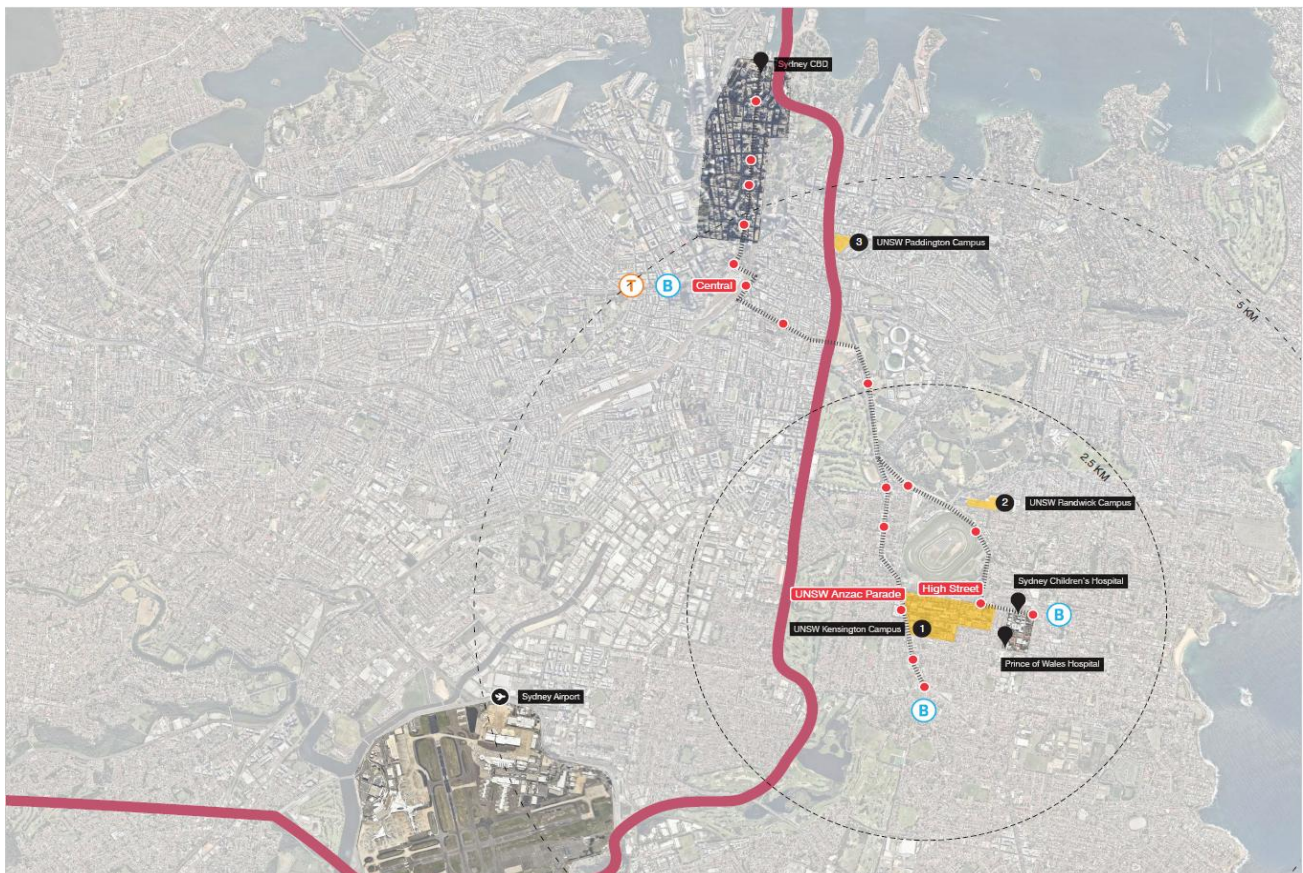 Sydney CBD
3 UNSW Paddington Campus
5 KM
T B Central
2.5 KM
2 UNSW Randwick Campus
Sydney Children's Hospital
High Street
UNSW Anzac Parade
B
UNSW Kensington Campus 1
Prince of Wales Hospital
Sydney Airport
B